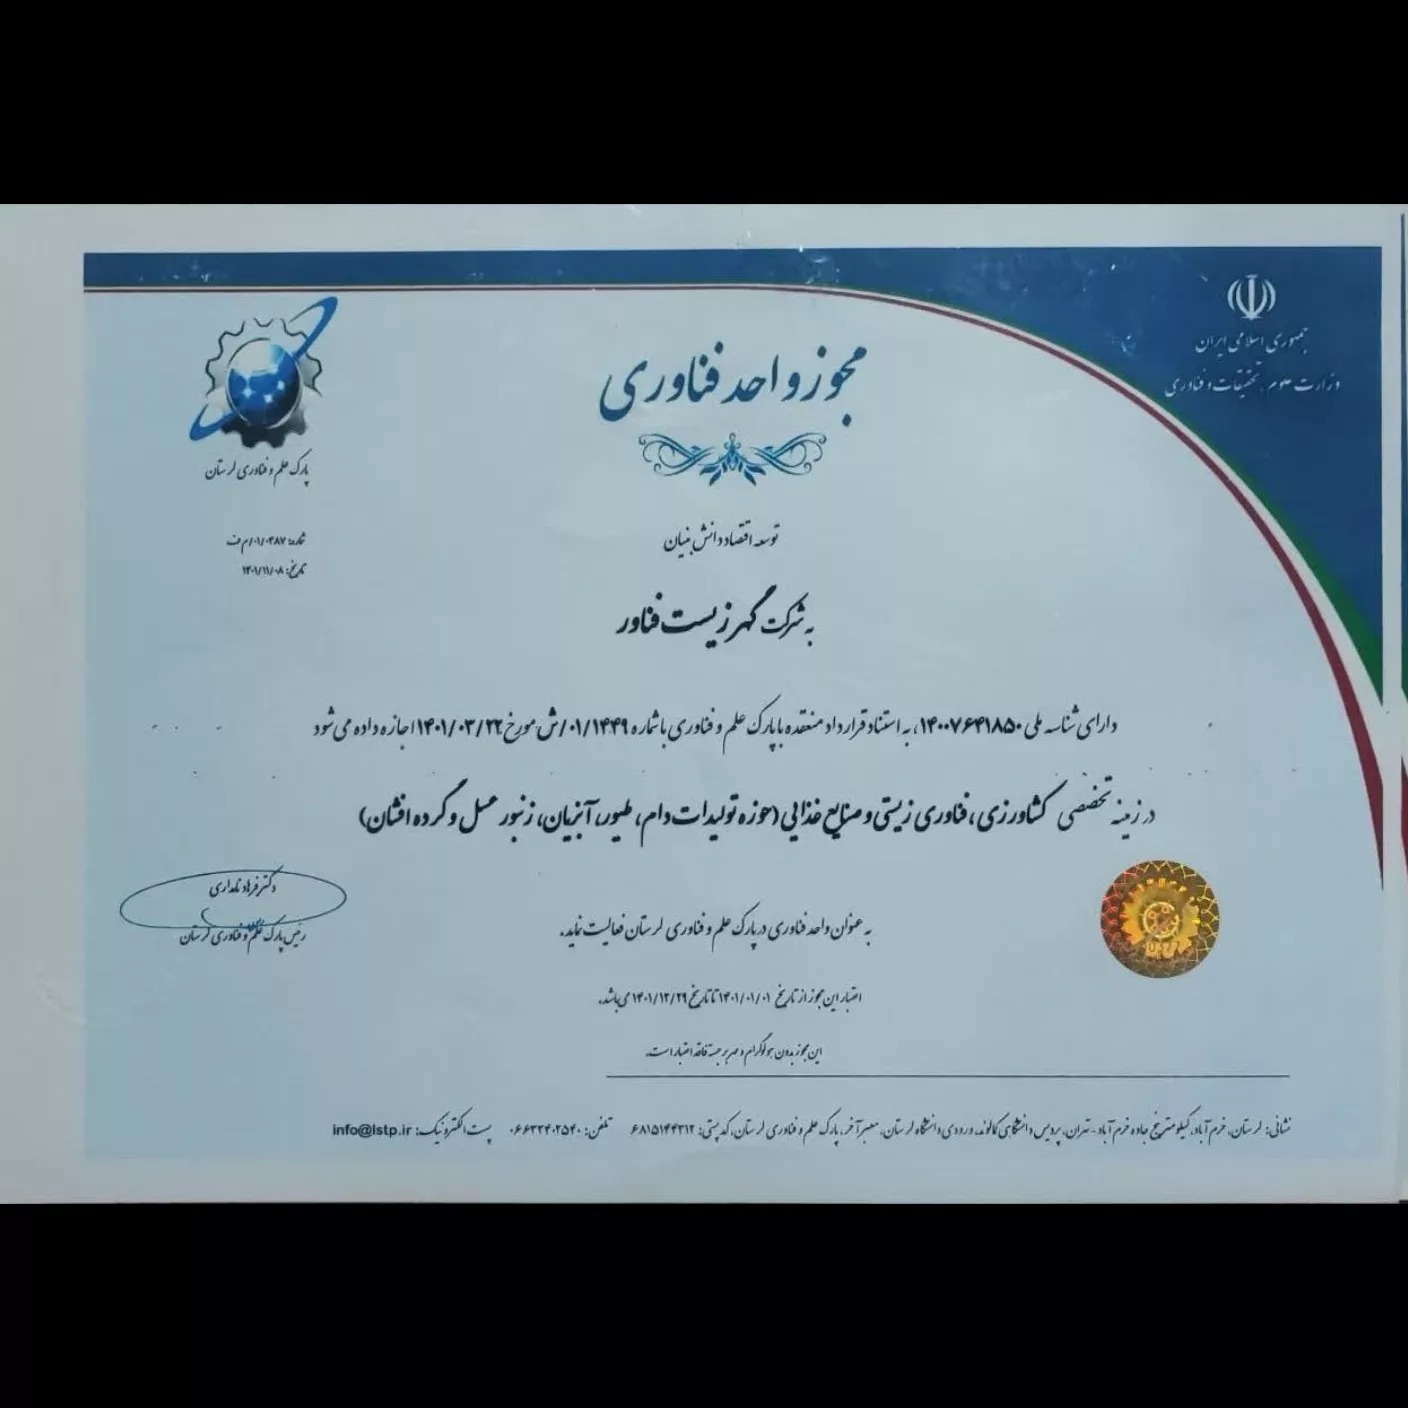 جمهوری اسلامی ایران
وزارت علوم، تحقیقات و فناوری
پارک علم و فناوری لرستان
مجوز واحد فناوری
شماره: ۰۱/۰۳۸۷/م ف
تاریخ: ۱۴۰۱/۱۱/۰۸
توسعه اقتصاد دانش بنیان
به شرکت گهر زیست فناور
دارای شناسه ملی ۱۴۰۰۷۶۴۱۸۵۰، به استناد قرارداد منعقده با پارک علم و فناوری با شماره ۰۱/۱۴۴۹/ش مورخ ۱۴۰۱/۰۳/۲۲ اجازه داده می شود
در زمینه تخصصی کشاورزی، فناوری زیستی و صنایع غذایی (حوزه تولیدات دام، طیور، آبزیان، زنبور عسل و گرده افشان)
به عنوان واحد فناوری در پارک علم و فناوری لرستان فعالیت نماید.
اعتبار این مجوز از تاریخ ۱۴۰۱/۰۱/۰۱ تا تاریخ ۱۴۰۱/۱۲/۲۹ می باشد.
این مجوز بدون هولوگرام و مهر برجسته فاقد اعتبار است.
دکتر فرهاد نامداری
رئیس پارک علم و فناوری لرستان
نشانی: لرستان، خرم آباد، کیلومتر پنج جاده خرم آباد - تهران، پردیس دانشگاهی کمالوند، ورودی دانشگاه لرستان، معبر آخر، پارک علم و فناوری لرستان، کد پستی: ۶۸۱۵۱۴۴۳۱۲ تلفن: ۰۶۶۳۳۴۰۲۵۴۰ پست الکترونیک: info@lstp.ir